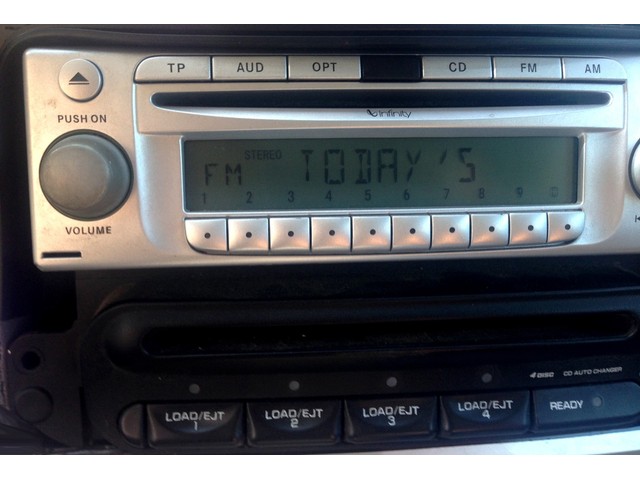 TP AUD OPT CD FM AM
PUSH ON
Infinity
STEREO
FM TODAY'S
1 2 3 4 5 6 7 8 9 0
VOLUME
4 DISC CD AUTO CHANGER
LOAD/EJT 1
LOAD/EJT 2
LOAD/EJT 3
LOAD/EJT 4
READY